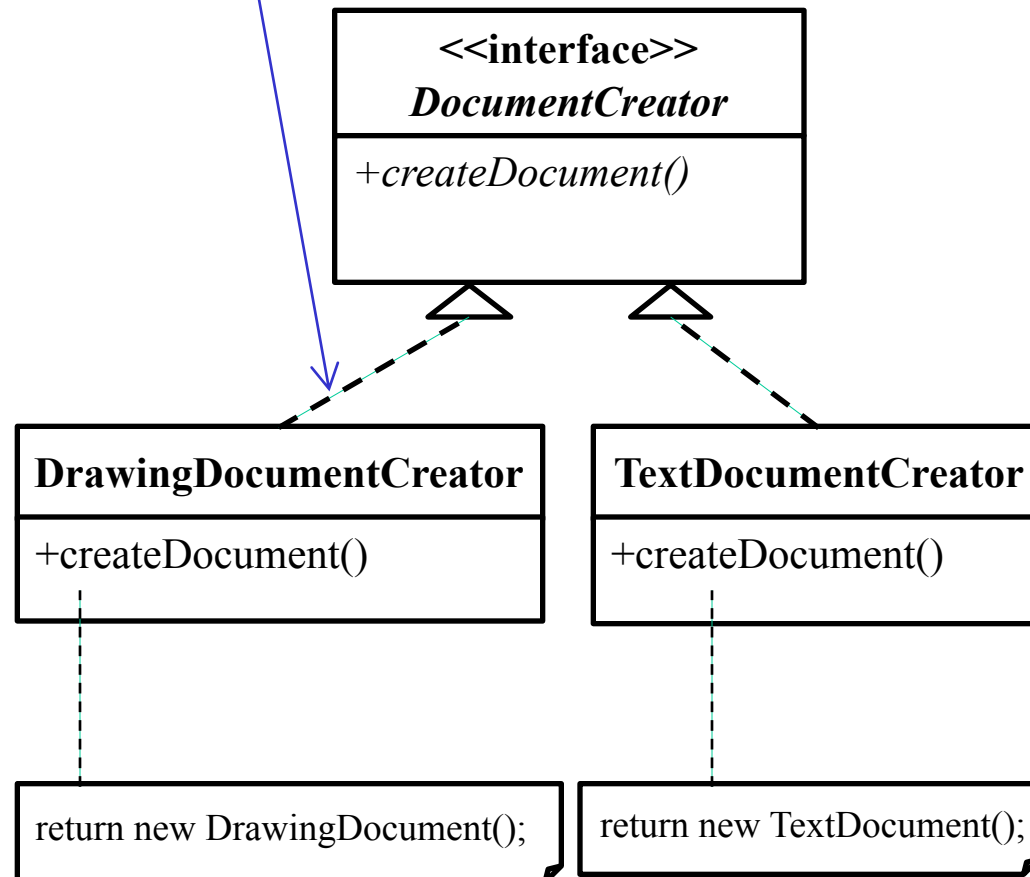 <<interface>>
DocumentCreator
+createDocument()
DrawingDocumentCreator
+createDocument()
TextDocumentCreator
+createDocument()
return new DrawingDocument();
return new TextDocument();